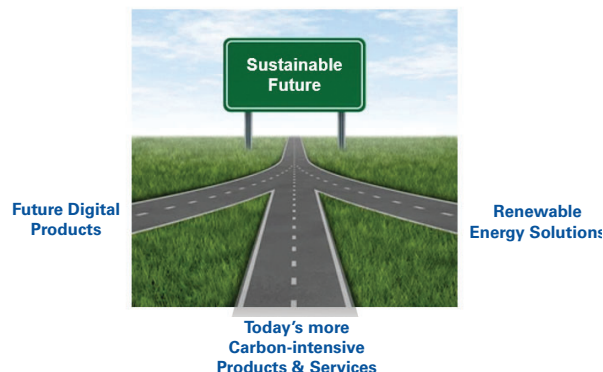 Sustainable
Future
Future Digital
Products
Renewable
Energy Solutions
Today's more
Carbon-intensive
Products & Services